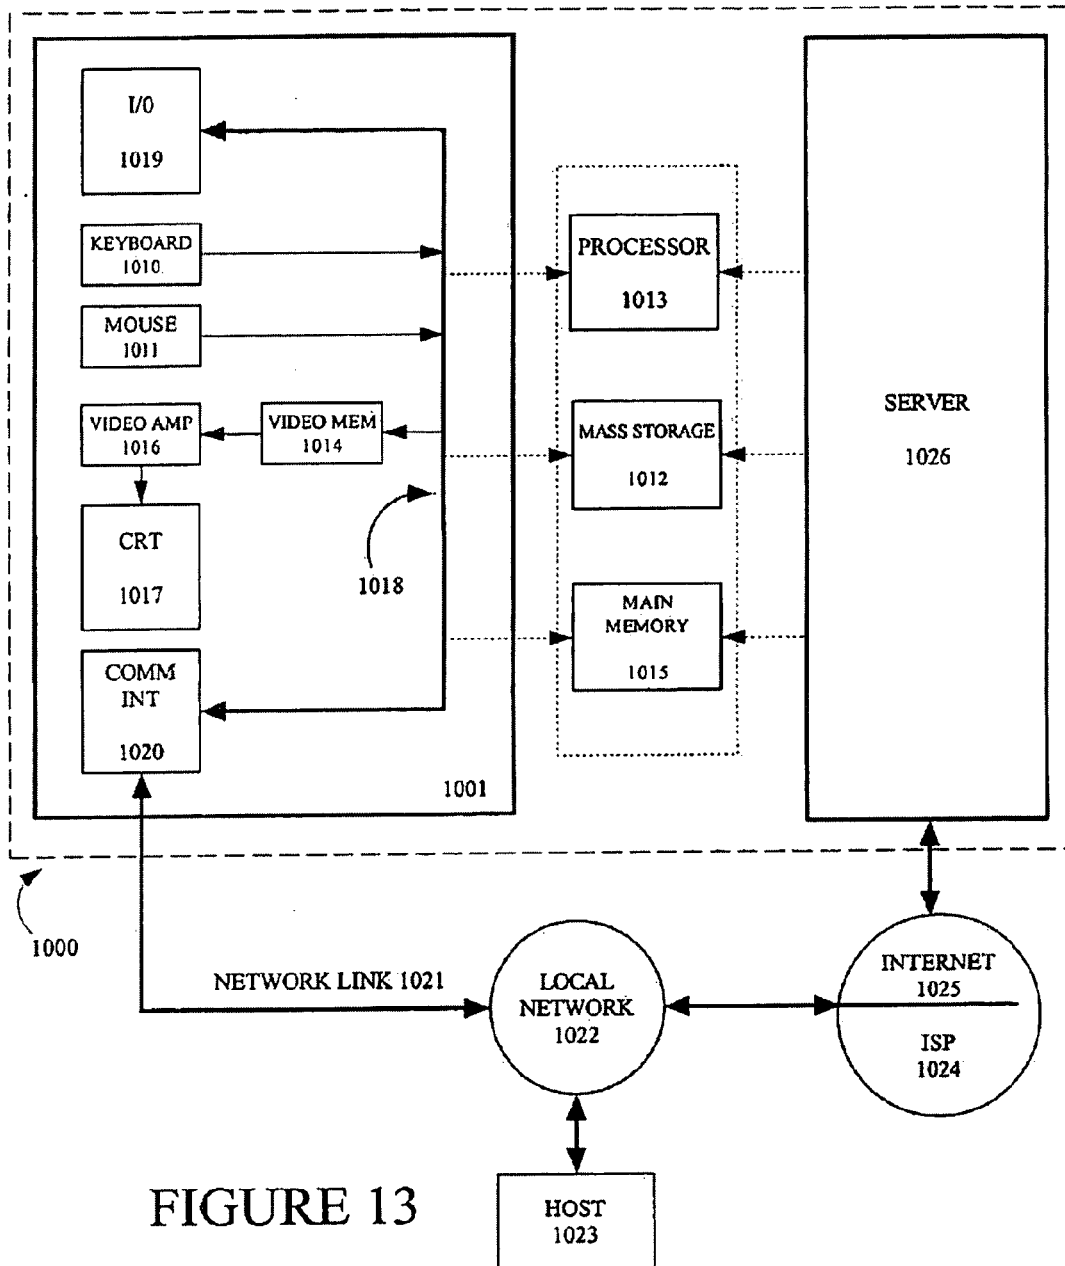 I/0
1019
KEYBOARD
1010
MOUSE
1011
VIDEO AMP
1016
VIDEO MEM
1014
CRT
1017
1018
COMM
INT
1020
1001
PROCESSOR
1013
MASS STORAGE
1012
MAIN
MEMORY
1015
SERVER
1026
1000
NETWORK LINK 1021
LOCAL
NETWORK
1022
INTERNET
1025
ISP
1024
HOST
1023
FIGURE 13